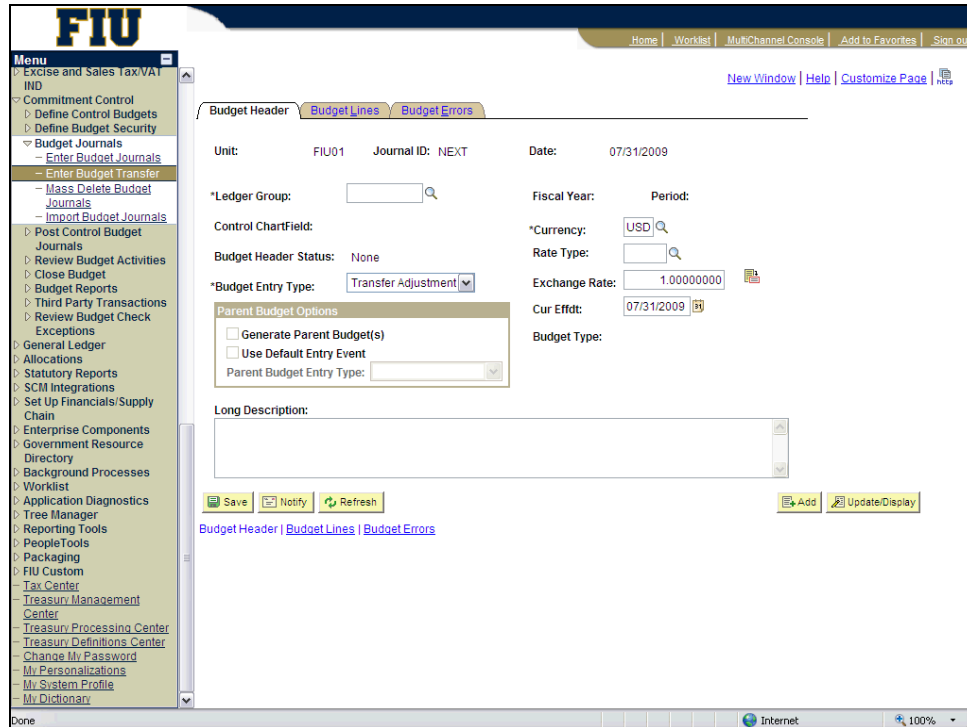 FIU
Home | Worklist | MultiChannel Console | Add to Favorites | Sign ou
Menu
Excise and Sales Tax/VAT
IND
Commitment Control
Define Control Budgets
Define Budget Security
Budget Journals
Enter Budget Journals
Enter Budget Transfer
Mass Delete Budget
Journals
Import Budget Journals
Post Control Budget
Journals
Review Budget Activities
Close Budget
Budget Reports
Third Party Transactions
Review Budget Check
Exceptions
General Ledger
Allocations
Statutory Reports
SCM Integrations
Set Up Financials/Supply
Chain
Enterprise Components
Government Resource
Directory
Background Processes
Worklist
Application Diagnostics
Tree Manager
Reporting Tools
PeopleTools
Packaging
FIU Custom
Tax Center
Treasury Management
Center
Treasury Processing Center
Treasury Definitions Center
Change My Password
My Personalizations
My System Profile
My Dictionary
New Window | Help | Customize Page |
http
Budget Header Budget Lines Budget Errors
Unit: FIU01 Journal ID: NEXT Date: 07/31/2009
*Ledger Group: Fiscal Year: Period:
Control ChartField: *Currency: USD
Budget Header Status: None Rate Type:
*Budget Entry Type: Transfer Adjustment Exchange Rate: 1.00000000
Parent Budget Options Cur Effdt: 07/31/2009
Generate Parent Budget(s) Budget Type:
Use Default Entry Event
Parent Budget Entry Type:
Long Description:
Save Notify Refresh Add Update/Display
Budget Header | Budget Lines | Budget Errors
Done Internet 100%